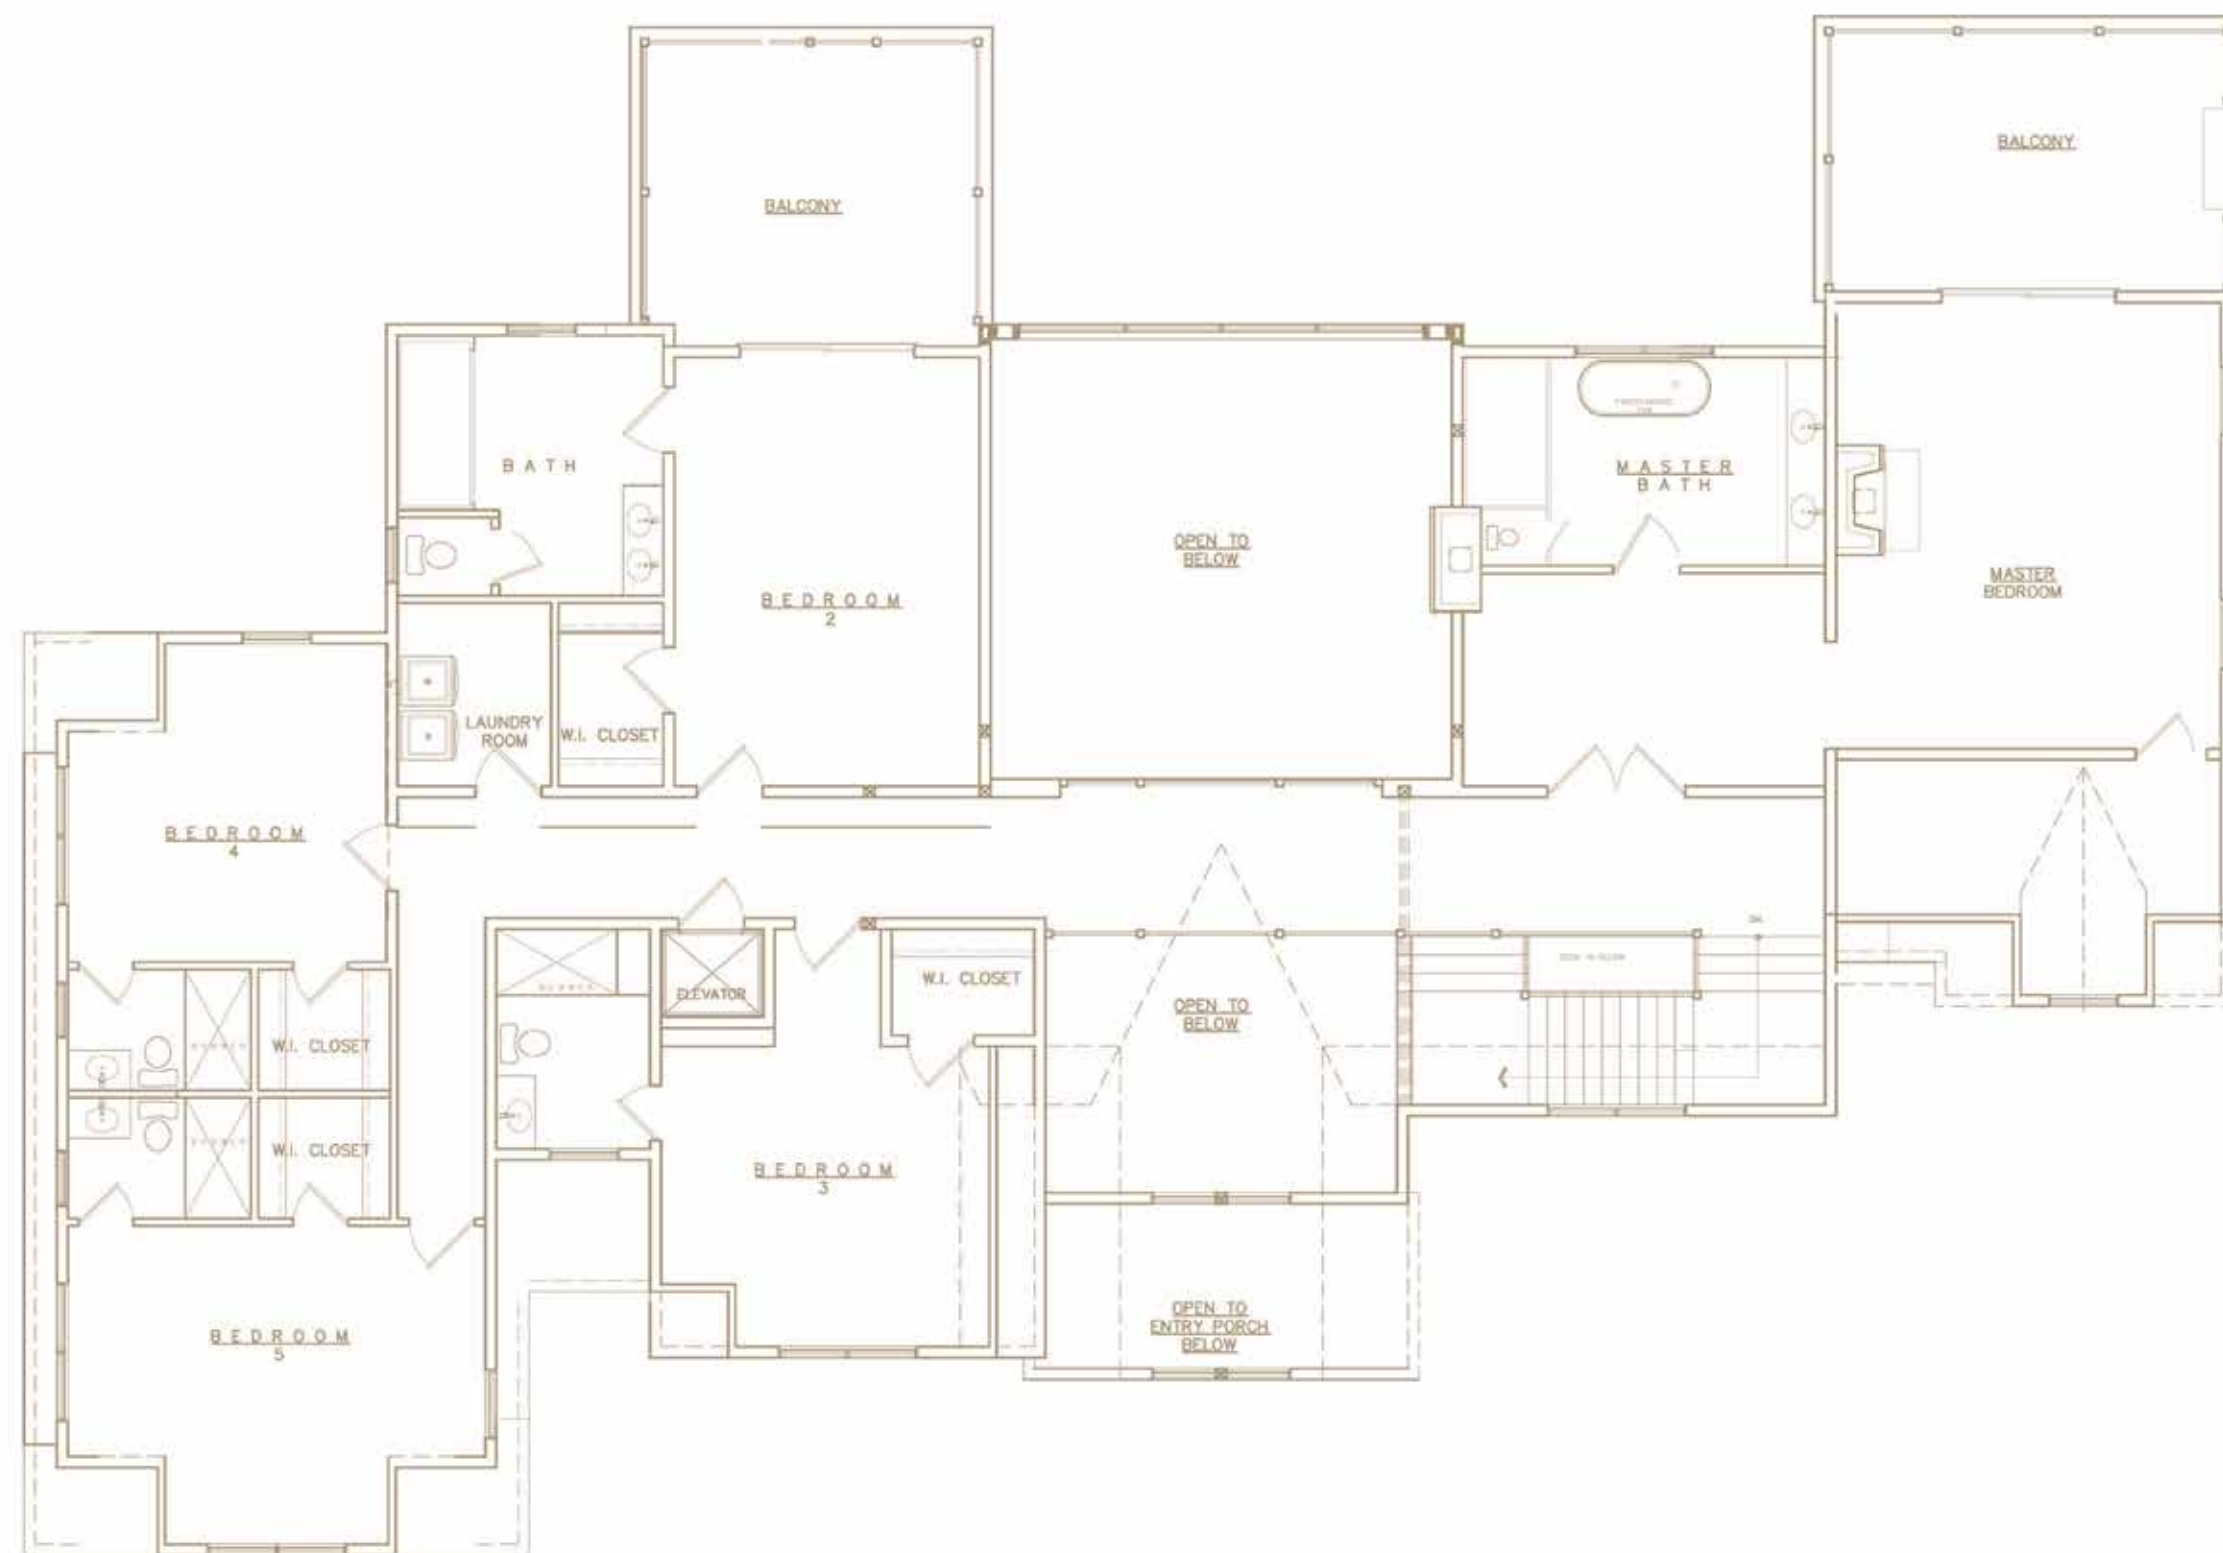 BALCONY
BALCONY
BATH
MASTER
BATH
OPEN TO
BELOW
MASTER
BEDROOM
BEDROOM
2
LAUNDRY
ROOM
W.I. CLOSET
BEDROOM
4
ELEVATOR
W.I. CLOSET
OPEN TO
BELOW
W.I. CLOSET
W.I. CLOSET
BEDROOM
3
BEDROOM
5
OPEN TO
ENTRY PORCH
BELOW